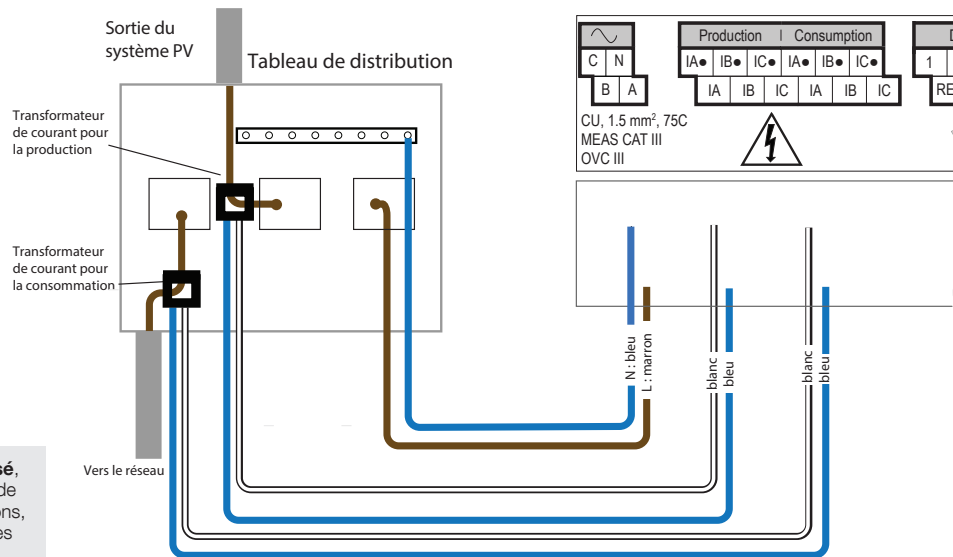 Sortie du
système PV
Tableau de distribution
Transformateur
de courant pour
la production
Transformateur
de courant pour
la consommation
Vers le réseau
sé,
de
ons,
es
Production | Consumption
C N
B A
IA● IB● IC● IA● IB● IC●
IA IB IC IA IB IC
D
1
RE
CU, 1.5 mm², 75C
MEAS CAT III
OVC III
N : bleu
L : marron
blanc
bleu
blanc
bleu